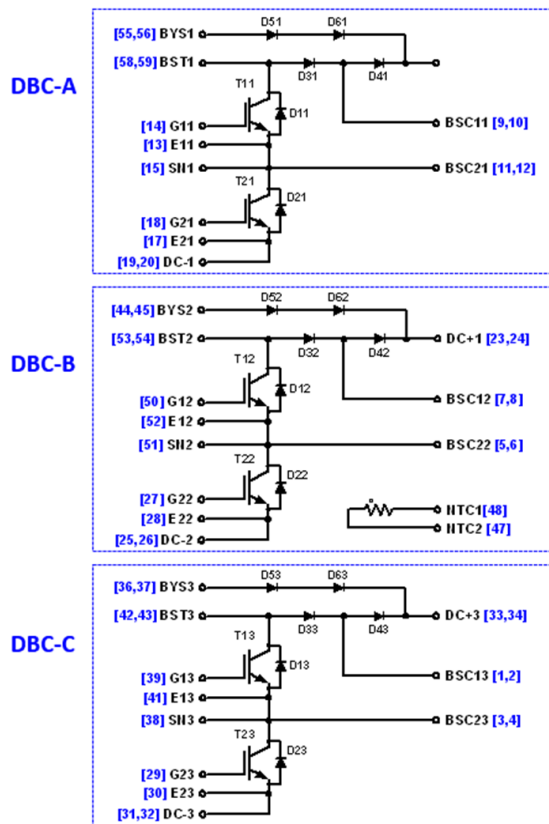 D51 D61
[55,56] BYS1
[58,59] BST1
DBC-A
T11 D31 D41
D11
[14] G11
BSC11 [9,10]
[13] E11
[15] SN1 BSC21 [11,12]
T21
D21
[18] G21
[17] E21
[19,20] DC-1
D52 D62
[44,45] BYS2
[53,54] BST2 DC+1 [23,24]
DBC-B
T12 D32 D42
D12
[50] G12 BSC12 [7,8]
[52] E12
[51] SN2 BSC22 [5,6]
T22
D22
[27] G22
NTC1[48]
[28] E22
NTC2 [47]
[25,26] DC-2
D53 D63
[36,37] BYS3
[42,43] BST3 DC+3 [33,34]
DBC-C
T13 D33 D43
D13
[39] G13 BSC13 [1,2]
[41] E13
[38] SN3 BSC23 [3,4]
T23
D23
[29] G23
[30] E23
[31,32] DC-3